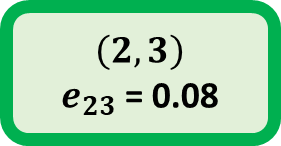 (2,3)
e₂₃ = 0.08